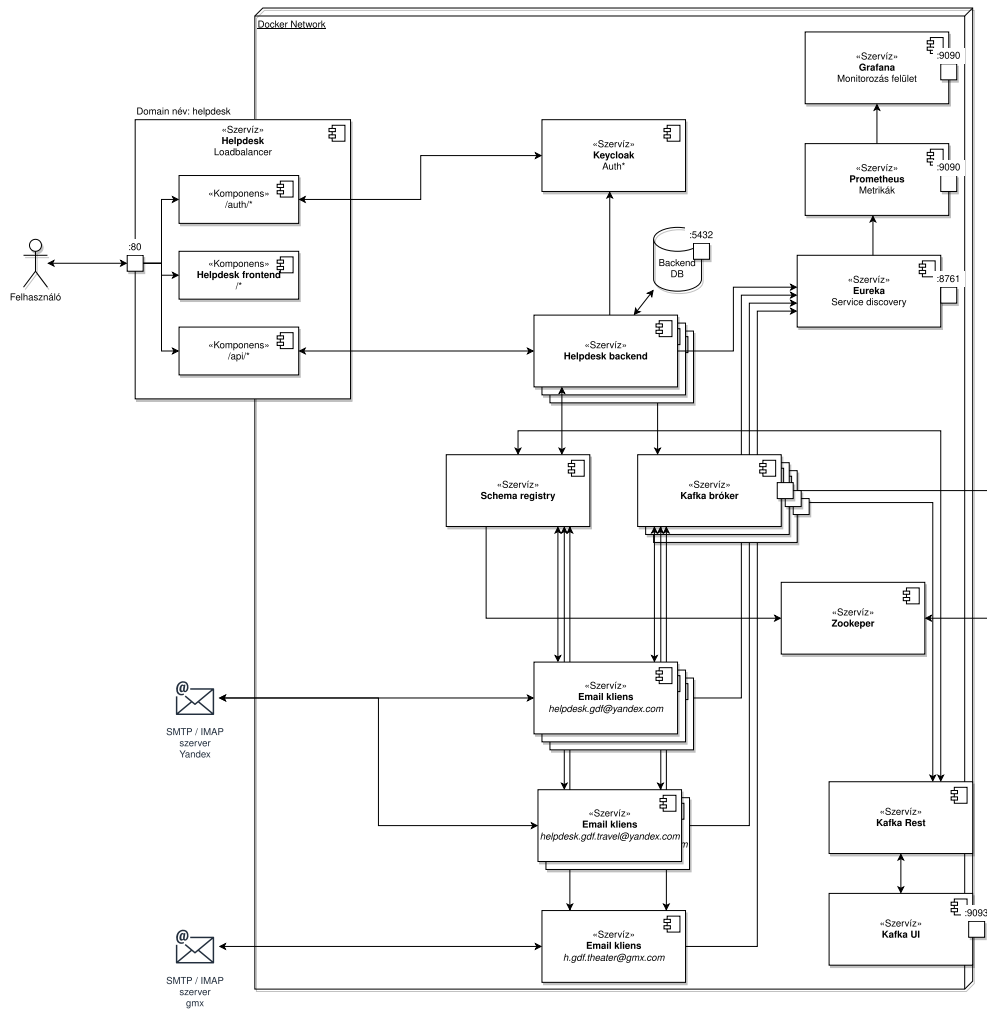 Docker Network
«Szervíz»
Grafana
Monitorozás felület
:9090
Domain név: helpdesk
«Szervíz»
Helpdesk
Loadbalancer
«Szervíz»
Keycloak
Auth*
«Szervíz»
Prometheus
Metrikák
:9090
«Komponens»
/auth/*
:80
Felhasználó
«Komponens»
Helpdesk frontend
/*
:5432
Backend
DB
«Szervíz»
Eureka
Service discovery
:8761
«Komponens»
/api/*
«Szervíz»
Helpdesk backend
«Szervíz»
Schema registry
«Szervíz»
Kafka bróker
«Szervíz»
Zookeper
«Szervíz»
Email kliens
helpdesk.gdf@yandex.com
SMTP / IMAP
szerver
Yandex
«Szervíz»
Email kliens
helpdesk.gdf.travel@yandex.com
m
«Szervíz»
Kafka Rest
«Szervíz»
Kafka UI
:9093
«Szervíz»
Email kliens
h.gdf.theater@gmx.com
SMTP / IMAP
szerver
gmx